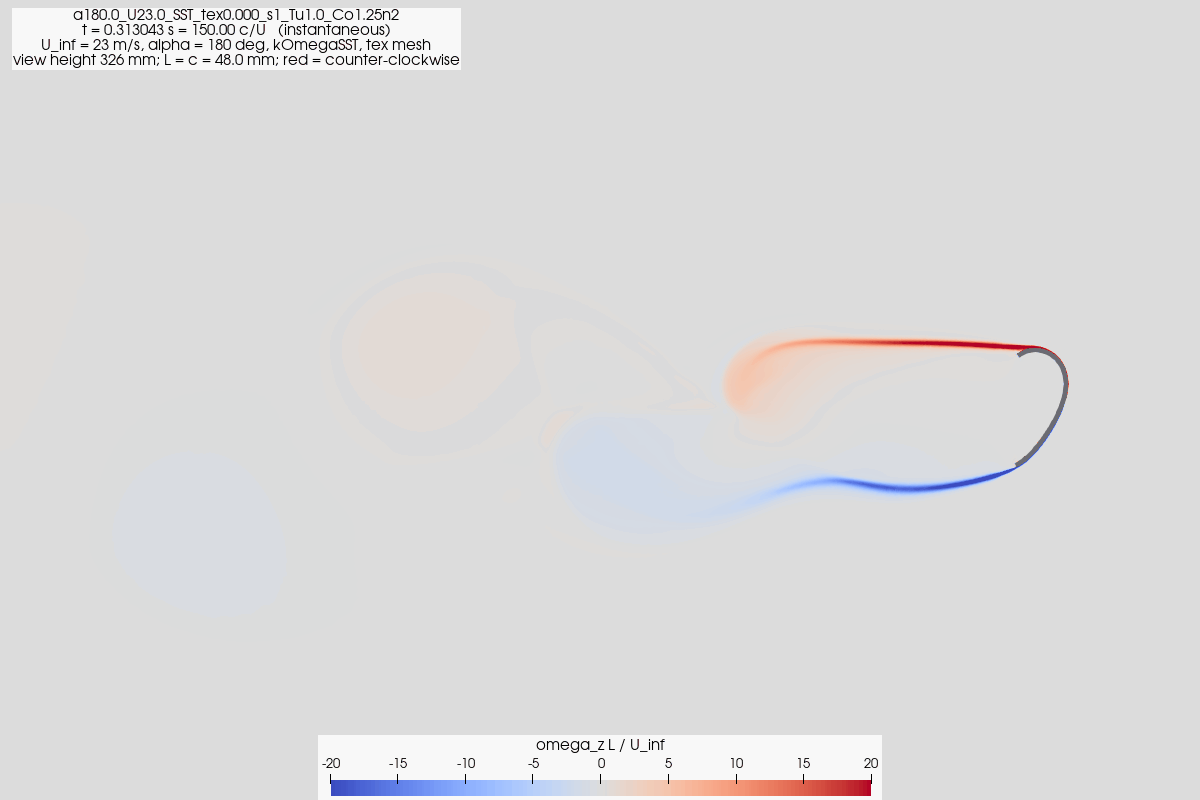 a180.0_U23.0_SST_tex0.000_s1_Tu1.0_Co1.25n2
t = 0.313043 s = 150.00 c/U (instantaneous)
U_inf = 23 m/s, alpha = 180 deg, kOmegaSST, tex mesh
view height 326 mm; L = c = 48.0 mm; red = counter-clockwise
omega_z L / U_inf
-20 -15 -10 -5 0 5 10 15 20